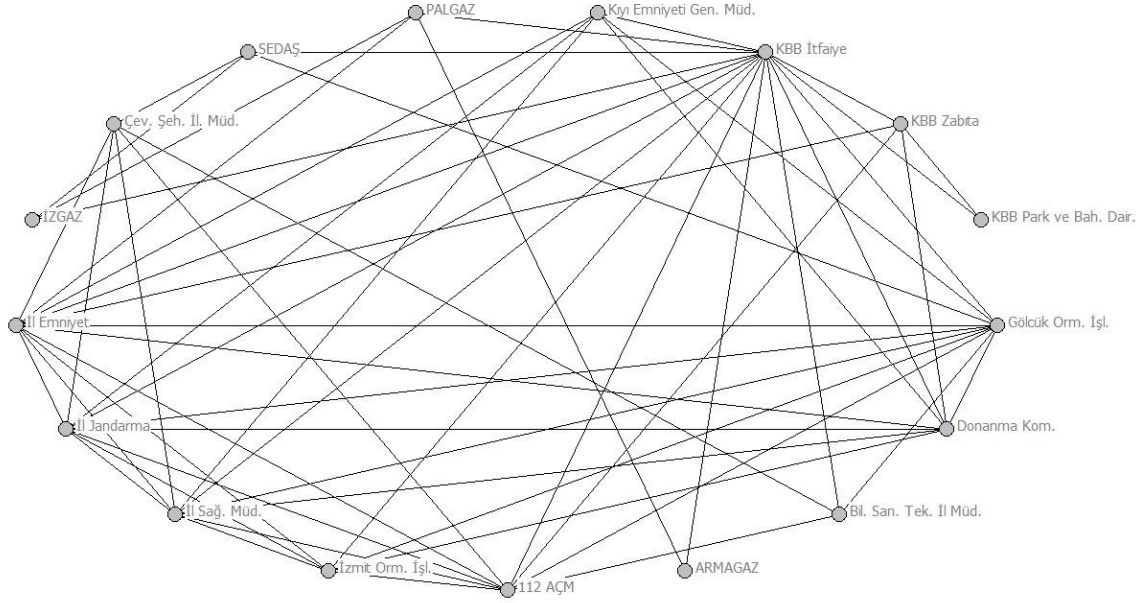 PALGAZ
Kıyı Emniyeti Gen. Müd.
SEDAŞ
KBB İtfaiye
Çev. Şeh. İl. Müd.
KBB Zabıta
İZGAZ
KBB Park ve Bah. Dair.
İl Emniyet
Gölcük Orm. İşl.
İl Jandarma
Donanma Kom.
İl Sağ. Müd.
Bil. San. Tek. İl Müd.
İzmit Orm. İşl.
ARMAGAZ
112 AÇM